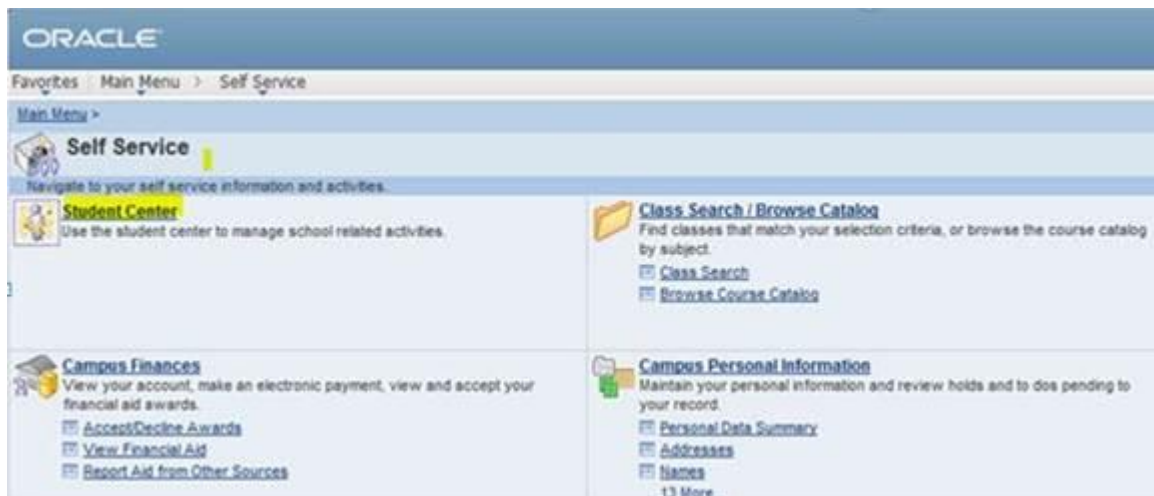 ORACLE
Favorites Main Menu > Self Service
Main Menu >
Self Service
Navigate to your self service information and activities.
Student Center
Use the student center to manage school related activities.
Class Search / Browse Catalog
Find classes that match your selection criteria, or browse the course catalog
by subject.
Class Search
Browse Course Catalog
Campus Finances
View your account, make an electronic payment, view and accept your
financial aid awards.
Accept/Decline Awards
View Financial Aid
Report Aid from Other Sources
Campus Personal Information
Maintain your personal information and review holds and to dos pending to
your record.
Personal Data Summary
Addresses
Names
13 More...